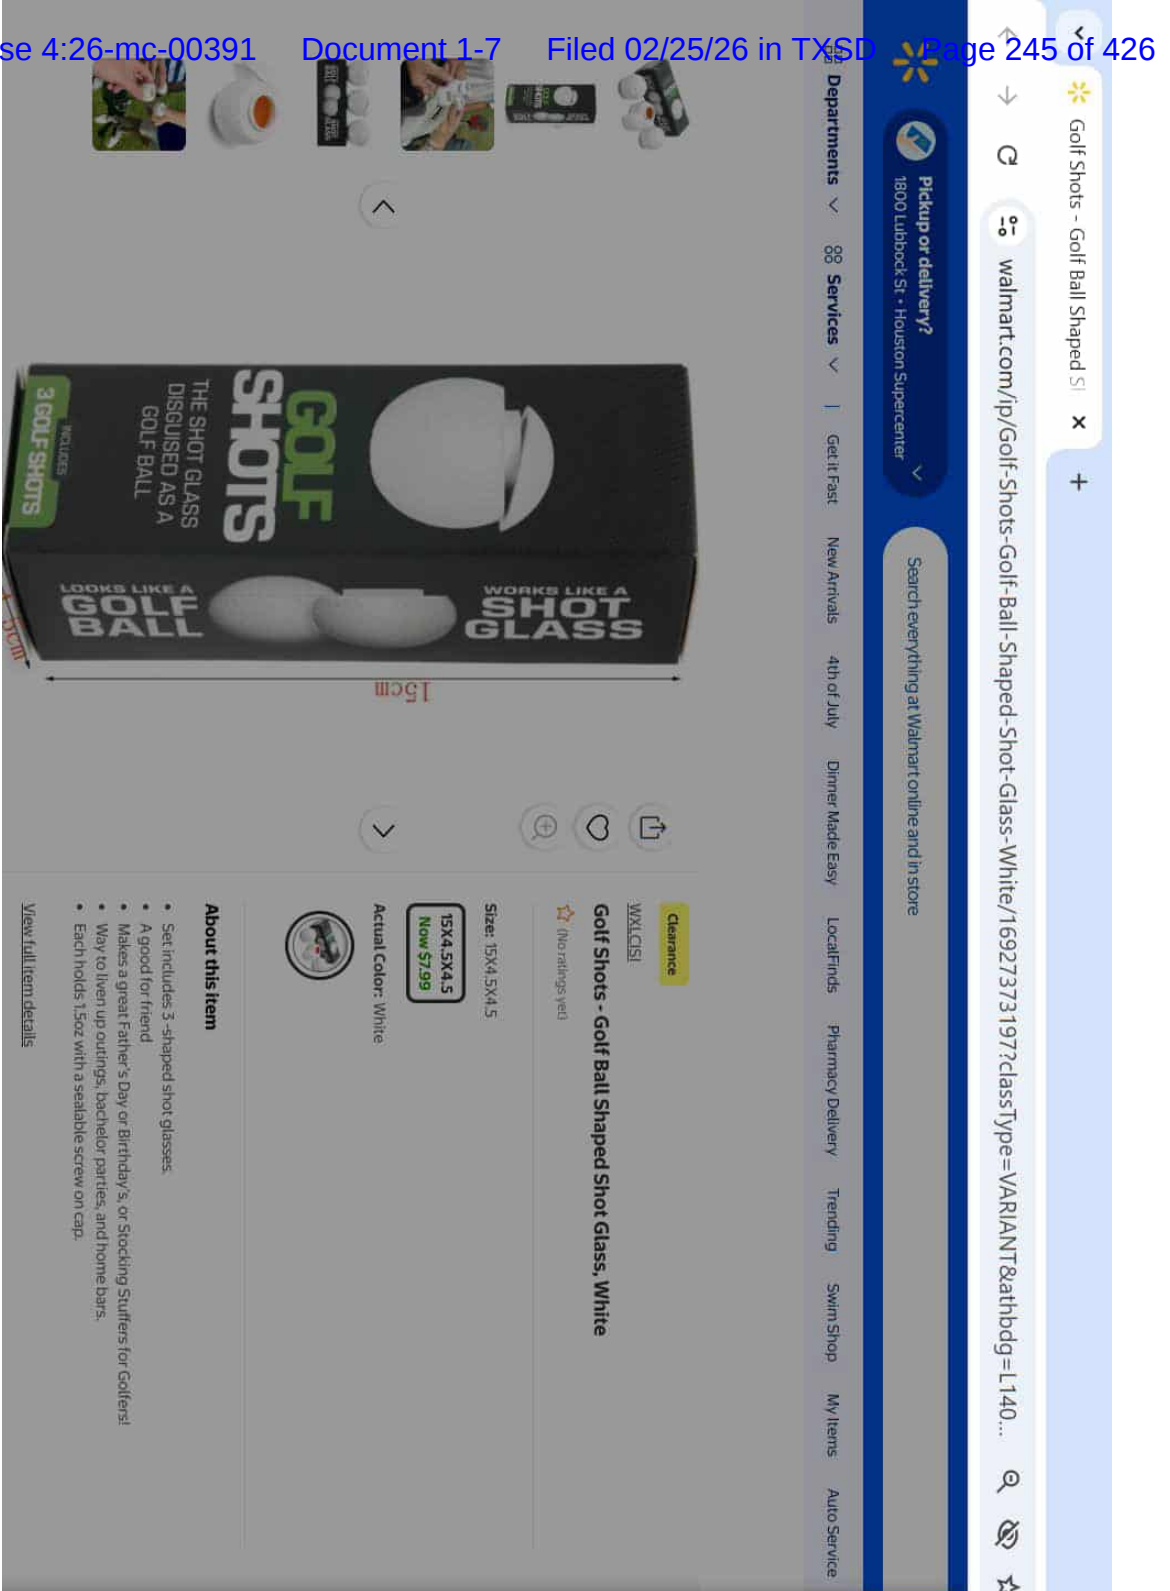 se 4:26-mc-00391 Document 1-7 Filed 02/25/26 in TXSD Page 245 of 426
Golf Shots - Golf Ball Shaped Sl
walmart.com/ip/Golf-Shots-Golf-Ball-Shaped-Shot-Glass-White/16927373197?classType=VARIANT&athbdg=L140...
Pickup or delivery?
1800 Lubbock St • Houston Supercenter
Search everything at Walmart online and in store
Departments
Services
Get it Fast
New Arrivals
4th of July
Dinner Made Easy
Local Finds
Pharmacy Delivery
Trending
Swim Shop
My Items
Auto Service
GOLF
SHOTS
THE SHOT GLASS
DISGUISED AS A
GOLF BALL
INCLUDES
3 GOLF SHOTS
WORKS LIKE A
SHOT
GLASS
LOOKS LIKE A
GOLF
BALL
15cm
5cm
Clearance
WXLCISI
Golf Shots - Golf Ball Shaped Shot Glass, White
(No ratings yet)
Size: 15X4.5X4.5
15X4.5X4.5
Now $7.99
Actual Color: White
About this item
• Set includes 3 -shaped shot glasses.
• A good for friend
• Makes a great Father's Day or Birthday's, or Stocking Stuffers for Golfers!
• Way to liven up outings, bachelor parties, and home bars.
• Each holds 1.5oz with a sealable screw on cap.
View full item details